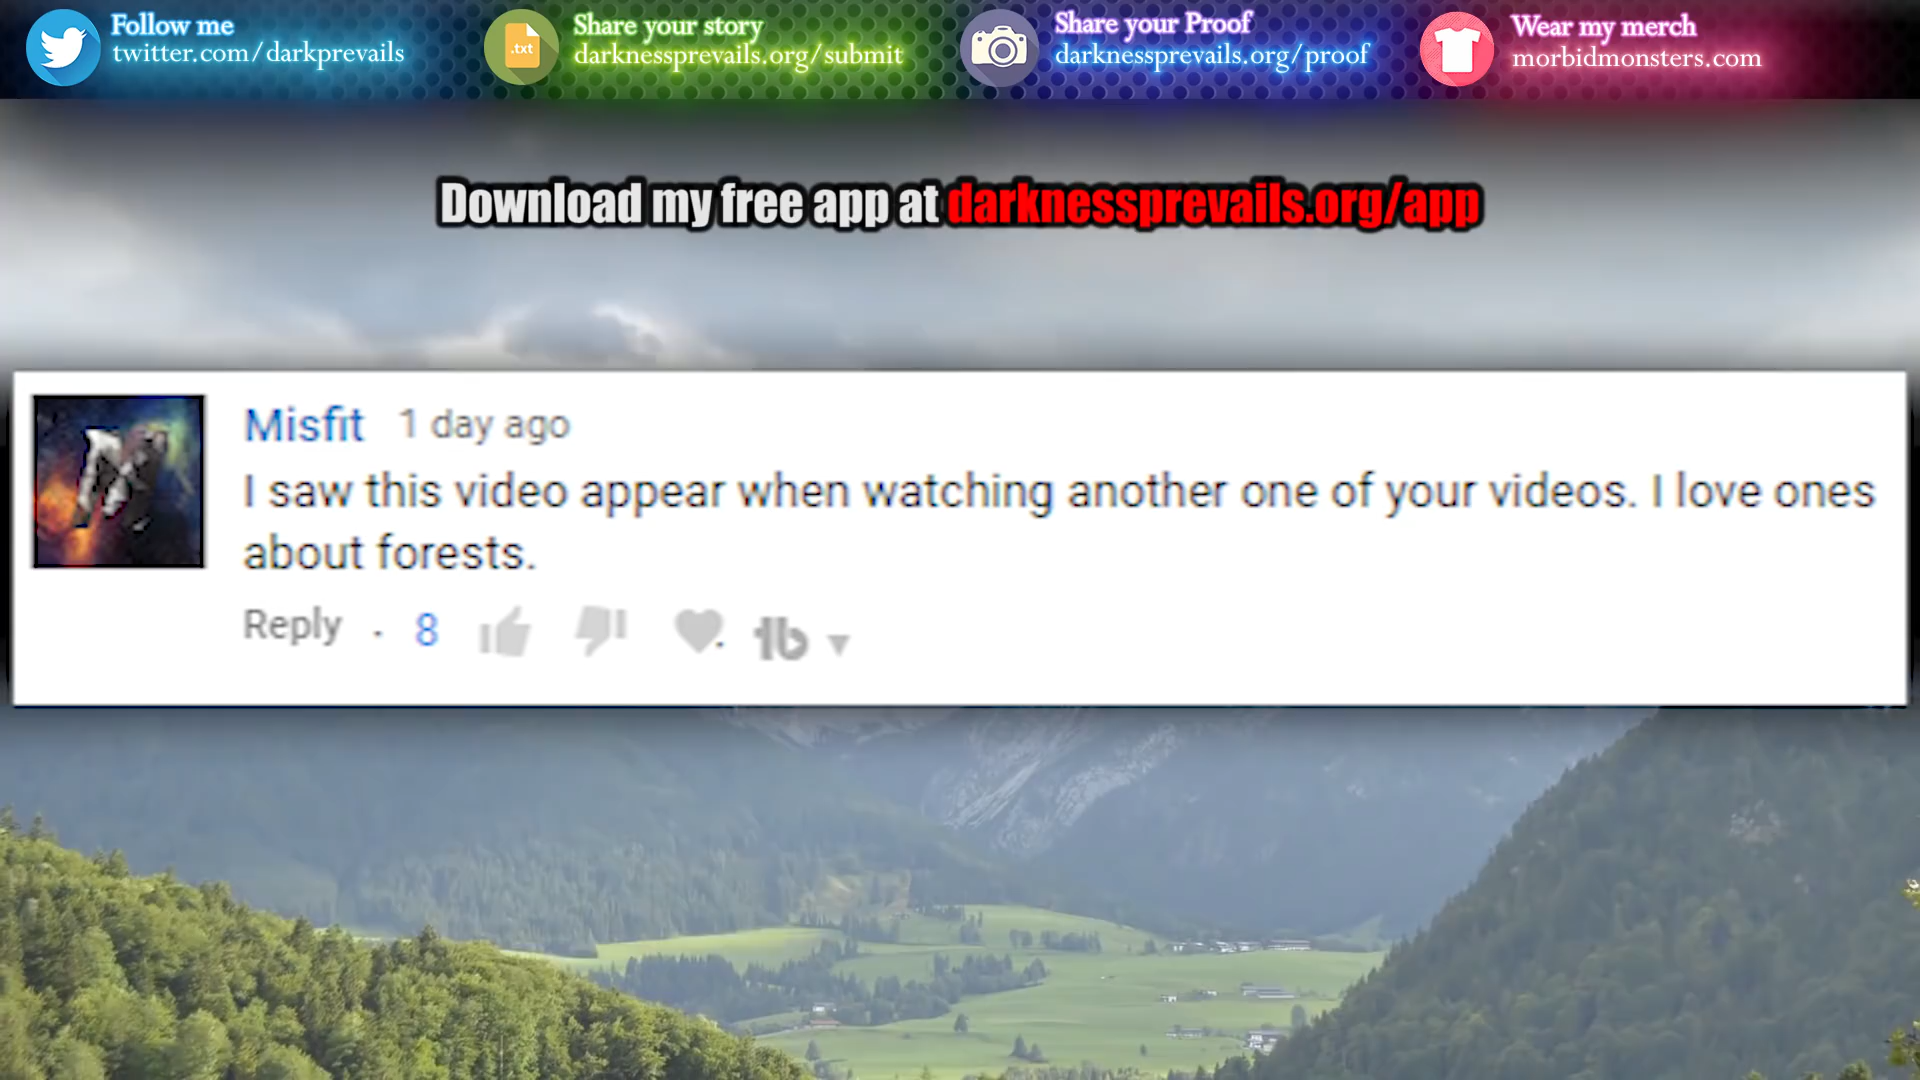 Follow me
twitter.com/darkprevails
Share your story
darknessprevails.org/submit
.txt
Share your Proof
darknessprevails.org/proof
Wear my merch
morbidmonsters.com
Download my free app at darknessprevails.org/app
Misfit 1 day ago
I saw this video appear when watching another one of your videos. I love ones
about forests.
Reply · 8